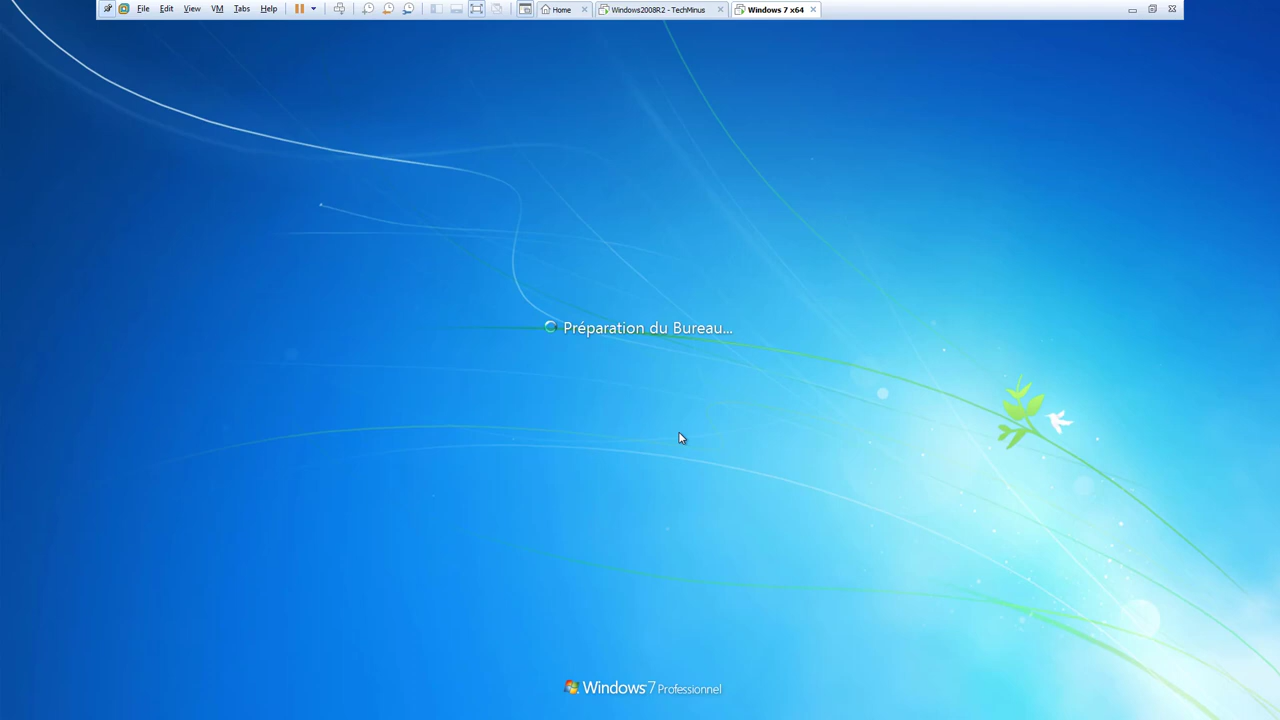 File Edit View VM Tabs Help Home Windows2008R2 - TechMinus Windows 7 x64
Préparation du Bureau...
Windows 7 Professionnel